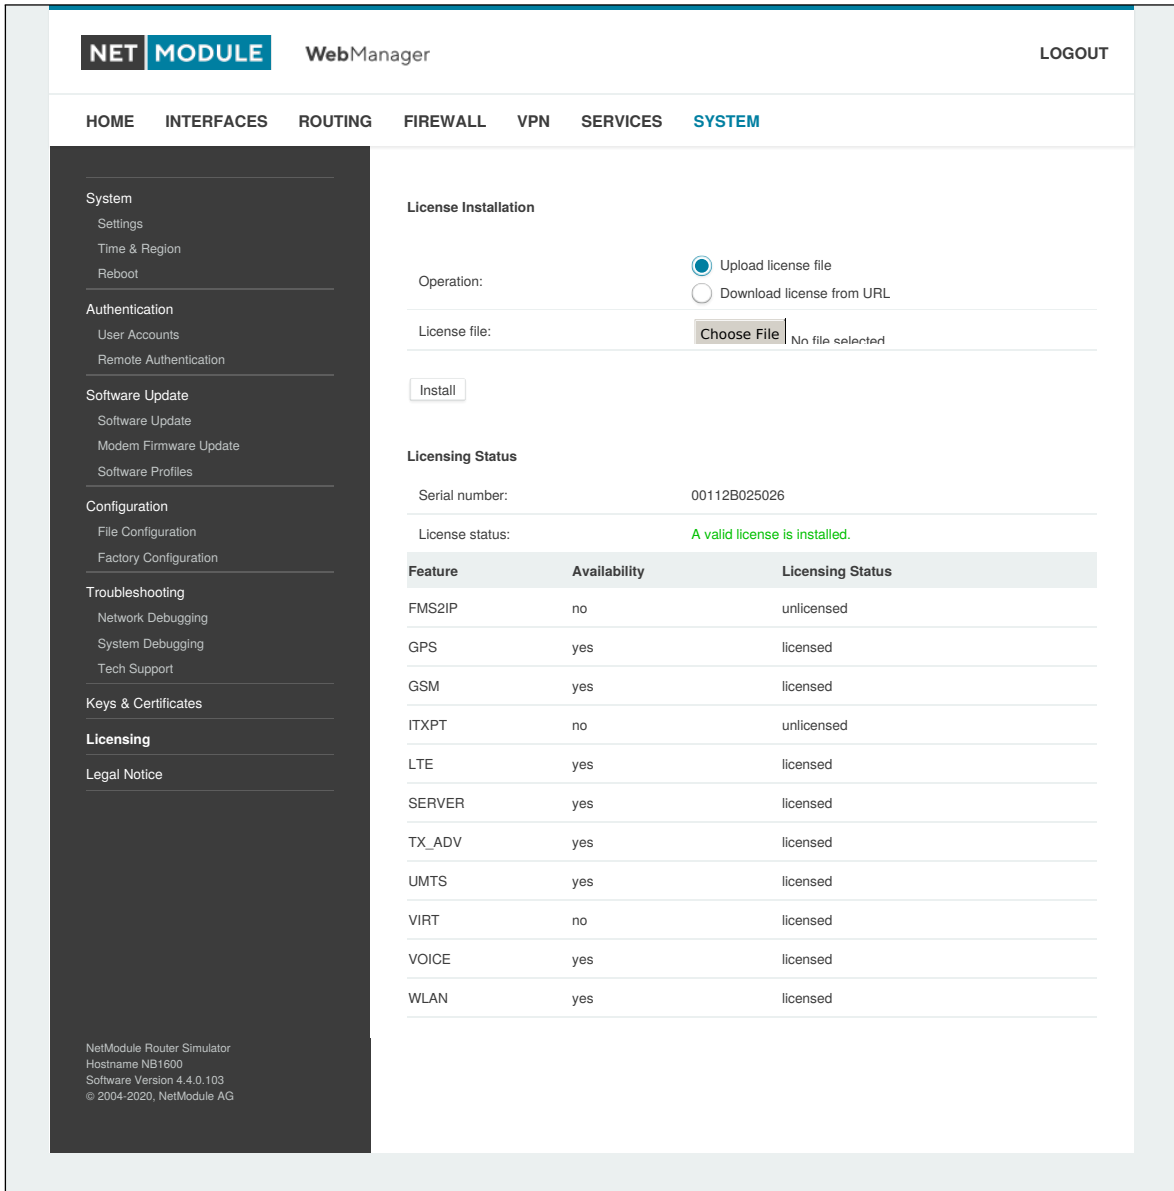 NET MODULE WebManager LOGOUT
HOME INTERFACES ROUTING FIREWALL VPN SERVICES SYSTEM
System
Settings
Time & Region
Reboot
Authentication
User Accounts
Remote Authentication
Software Update
Software Update
Modem Firmware Update
Software Profiles
Configuration
File Configuration
Factory Configuration
Troubleshooting
Network Debugging
System Debugging
Tech Support
Keys & Certificates
Licensing
Legal Notice
NetModule Router Simulator
Hostname NB1600
Software Version 4.4.0.103
© 2004-2020, NetModule AG
License Installation
Operation: Upload license file
Download license from URL
License file: Choose File No file selected
Install
Licensing Status
Serial number: 00112B025026
License status: A valid license is installed.
Feature Availability Licensing Status
FMS2IP no unlicensed
GPS yes licensed
GSM yes licensed
ITXPT no unlicensed
LTE yes licensed
SERVER yes licensed
TX_ADV yes licensed
UMTS yes licensed
VIRT no licensed
VOICE yes licensed
WLAN yes licensed